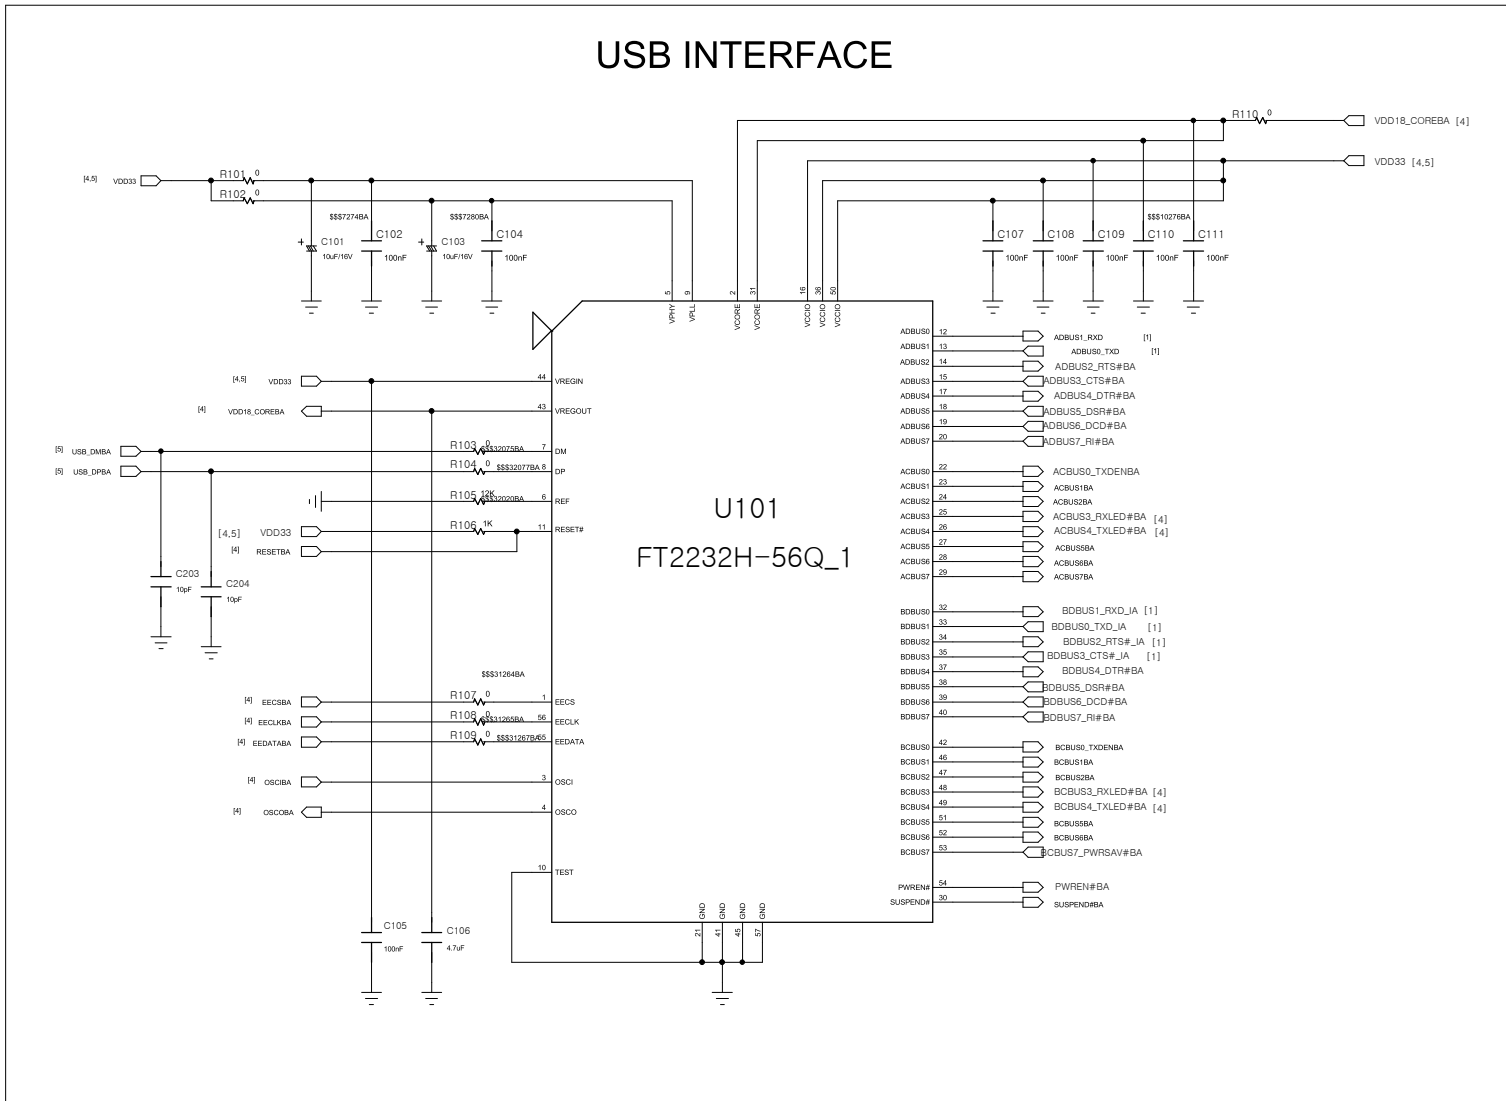 USB INTERFACE
R110 0
VDD18_COREBA [4]
VDD33 [4,5]
[4,5] VDD33
R101 0
R102 0
$$$7274BA
$$$7280BA
$$$10276BA
+ C101 10uF/16V
C102 100nF
+ C103 10uF/16V
C104 100nF
C107 100nF
C108 100nF
C109 100nF
C110 100nF
C111 100nF
5 VPHY
9 VPLL
2 VCORE
31 VCORE
16 VCCIO
36 VCCIO
50 VCCIO
[4,5] VDD33 44 VREGIN
[4] VDD18_COREBA 43 VREGOUT
[5] USB_DMBA R103 0 $$$32075BA 7 DM
[5] USB_DPBA R104 0 $$$32077BA 8 DP
R105 12K $$$32020BA 6 REF
[4,5] VDD33 R106 1K 11 RESET#
[4] RESETBA
C203 10pF
C204 10pF
U101
FT2232H-56Q_1
$$$31264BA
[4] EECSBA R107 0 1 EECS
[4] EECLKBA R108 0 $$$31265BA 56 EECLK
[4] EEDATABA R109 0 $$$31267BA 55 EEDATA
[4] OSCIBA 3 OSCI
[4] OSCOBA 4 OSCO
10 TEST
C105 100nF
C106 4.7uF
GND 21
GND 41
GND 45
GND 57
ADBUS0 12 ADBUS1_RXD [1]
ADBUS1 13 ADBUS0_TXD [1]
ADBUS2 14 ADBUS2_RTS#BA
ADBUS3 15 ADBUS3_CTS#BA
ADBUS4 17 ADBUS4_DTR#BA
ADBUS5 18 ADBUS5_DSR#BA
ADBUS6 19 ADBUS6_DCD#BA
ADBUS7 20 ADBUS7_RI#BA
ACBUS0 22 ACBUS0_TXDENBA
ACBUS1 23 ACBUS1BA
ACBUS2 24 ACBUS2BA
ACBUS3 25 ACBUS3_RXLED#BA [4]
ACBUS4 26 ACBUS4_TXLED#BA [4]
ACBUS5 27 ACBUS5BA
ACBUS6 28 ACBUS6BA
ACBUS7 29 ACBUS7BA
BDBUS0 32 BDBUS1_RXD_IA [1]
BDBUS1 33 BDBUS0_TXD_IA [1]
BDBUS2 34 BDBUS2_RTS#_IA [1]
BDBUS3 35 BDBUS3_CTS#_IA [1]
BDBUS4 37 BDBUS4_DTR#BA
BDBUS5 38 BDBUS5_DSR#BA
BDBUS6 39 BDBUS6_DCD#BA
BDBUS7 40 BDBUS7_RI#BA
BCBUS0 42 BCBUS0_TXDENBA
BCBUS1 46 BCBUS1BA
BCBUS2 47 BCBUS2BA
BCBUS3 48 BCBUS3_RXLED#BA [4]
BCBUS4 49 BCBUS4_TXLED#BA [4]
BCBUS5 51 BCBUS5BA
BCBUS6 52 BCBUS6BA
BCBUS7 53 BCBUS7_PWRSAV#BA
PWREN# 54 PWREN#BA
SUSPEND# 30 SUSPEND#BA